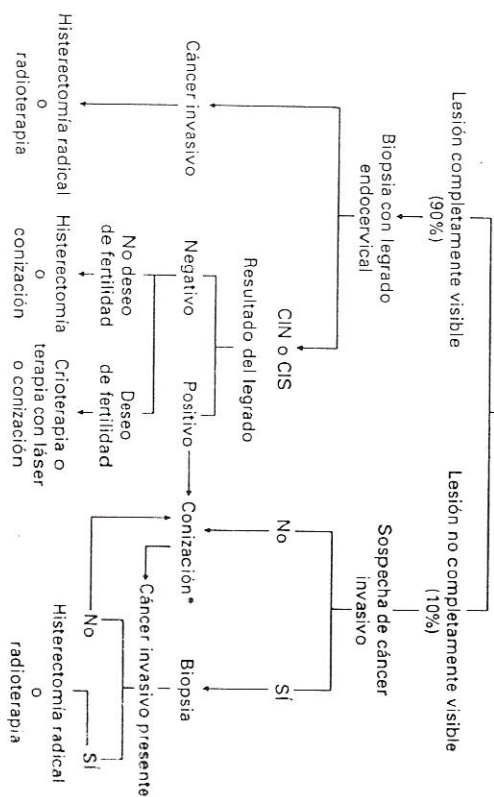 Lesión completamente visible
(90%)
Biopsia con legrado
endocervical
Cáncer invasivo
Histerectomía radical
o
radioterapia
CIN o CIS
Resultado del legrado
Negativo
Positivo
No deseo
de fertilidad
Deseo
de fertilidad
Histerectomia
o
conización
Crioterapia o
terapia con láser
o conización
Lesión no completamente visible
(10%)
Sospecha de cáncer
invasivo
No
SÍ
Conización*
Biopsia
Cáncer invasivo presente
No
SÍ
Histerectomía radical
o
radioterapia